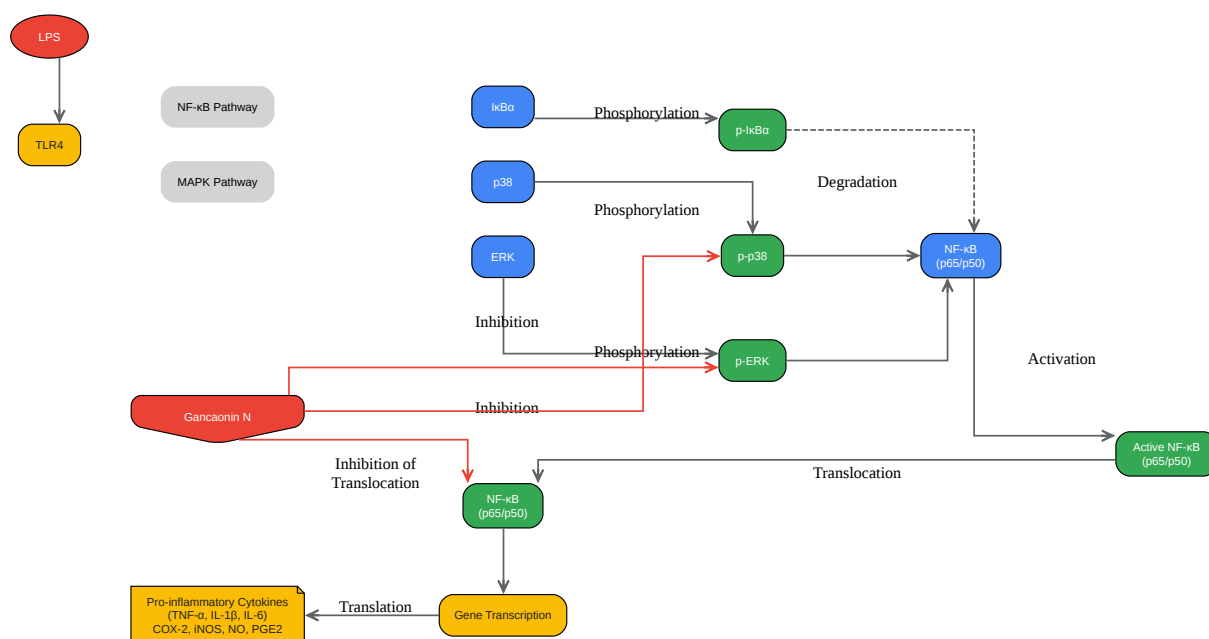 LPS
TLR4
NF-κB Pathway
MAPK Pathway
IκBα
Phosphorylation
p-IκBα
p38
Phosphorylation
Degradation
ERK
p-p38
NF-κB
(p65/p50)
Inhibition
Phosphorylation
p-ERK
Activation
Gancaonin N
Inhibition
Inhibition of
Translocation
Translocation
Active NF-κB
(p65/p50)
NF-κB
(p65/p50)
Pro-inflammatory Cytokines
(TNF-α, IL-1β, IL-6)
COX-2, iNOS, NO, PGE2
Translation
Gene Transcription